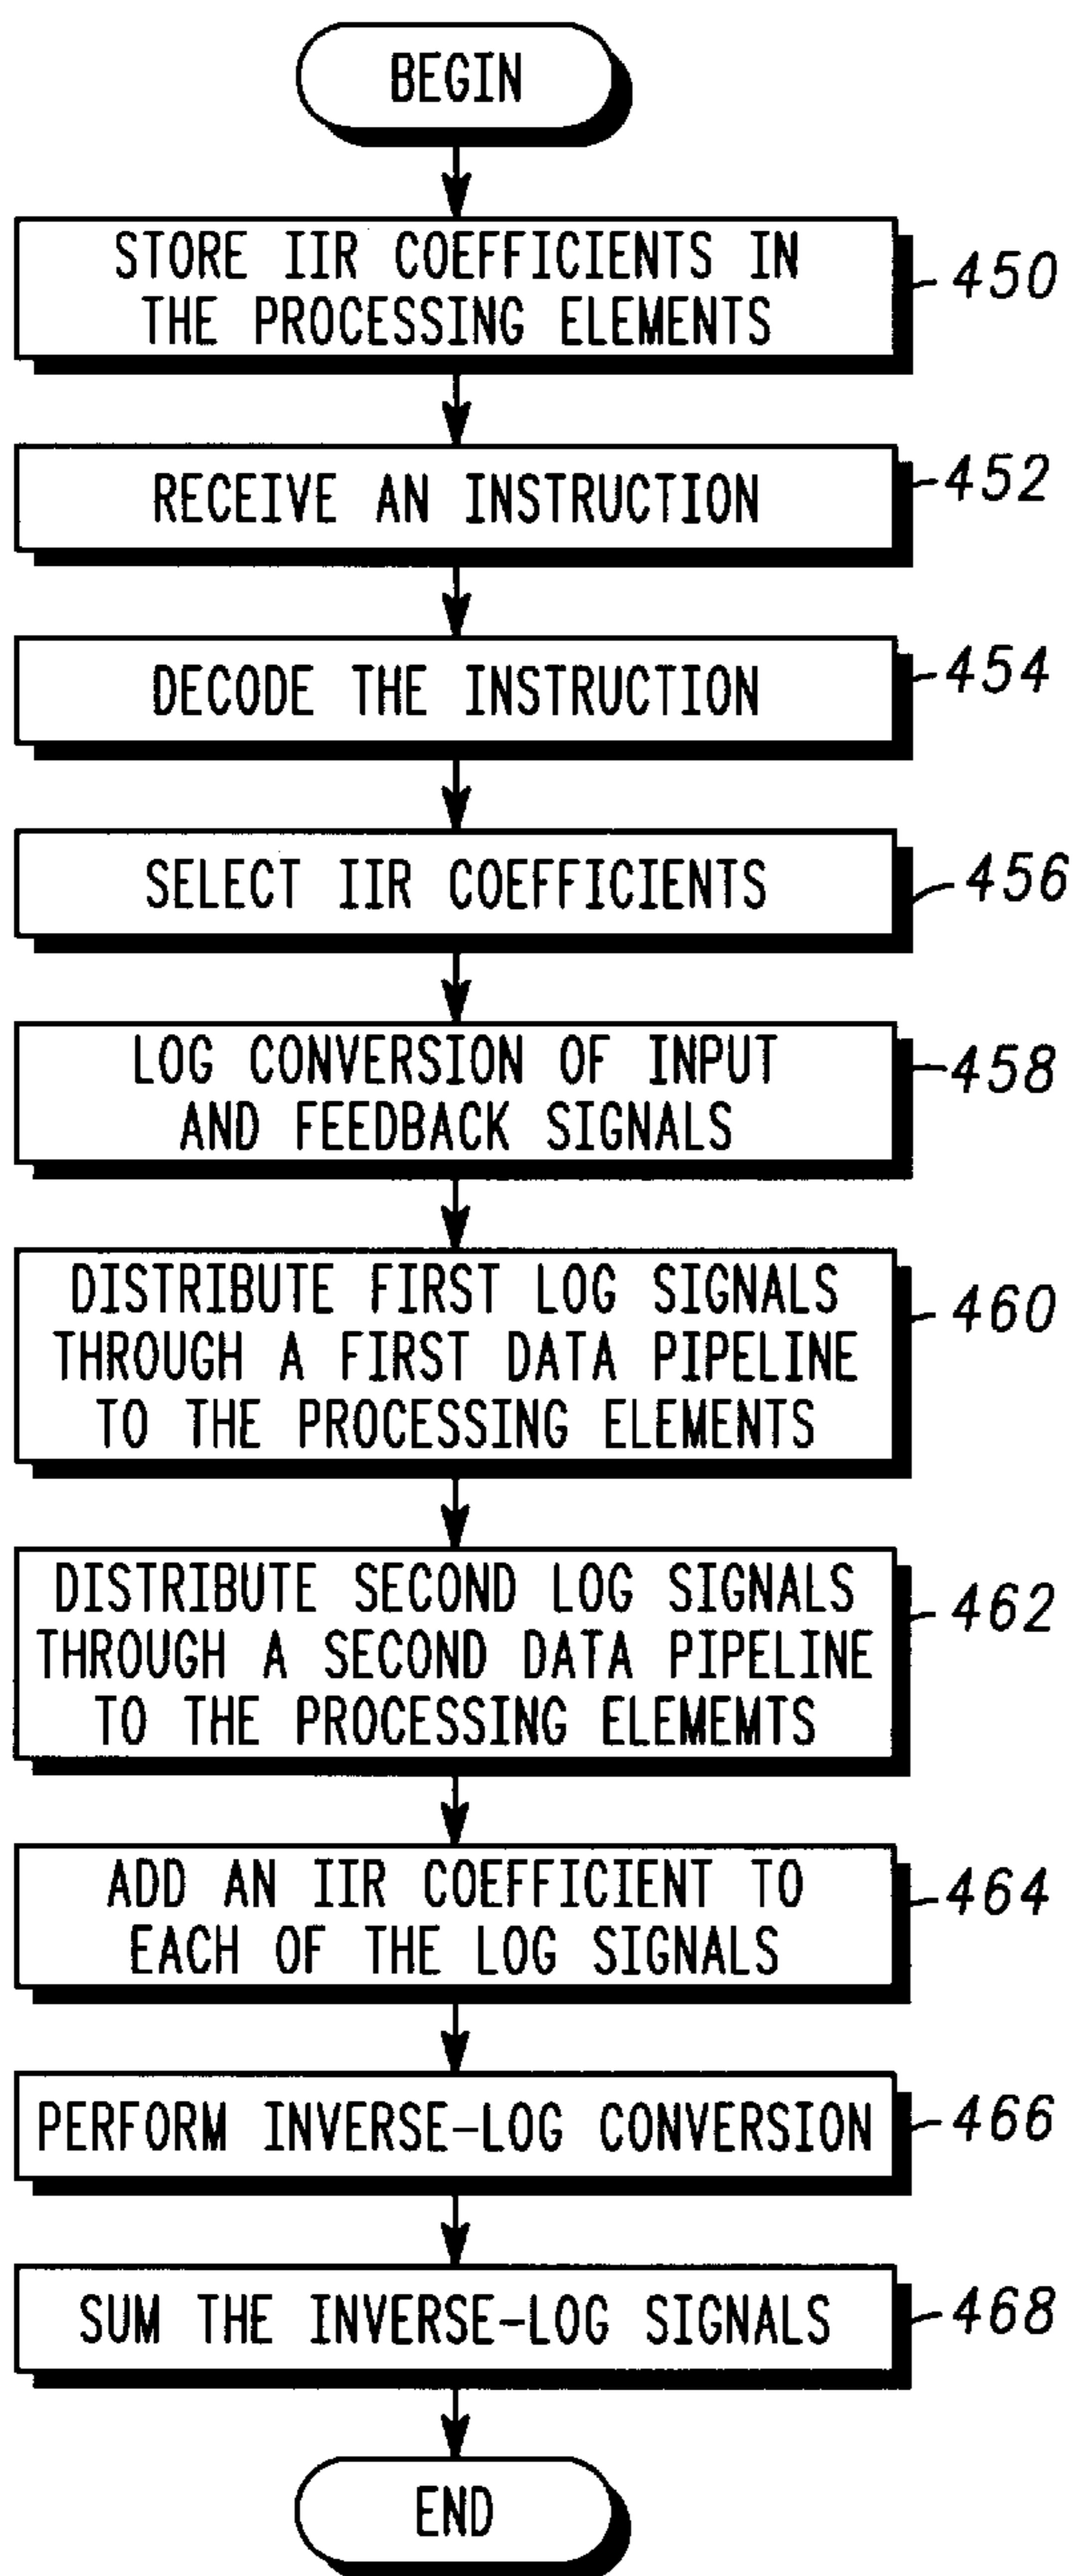 BEGIN
STORE IIR COEFFICIENTS IN
THE PROCESSING ELEMENTS
450
RECEIVE AN INSTRUCTION
452
DECODE THE INSTRUCTION
454
SELECT IIR COEFFICIENTS
456
LOG CONVERSION OF INPUT
AND FEEDBACK SIGNALS
458
DISTRIBUTE FIRST LOG SIGNALS
THROUGH A FIRST DATA PIPELINE
TO THE PROCESSING ELEMENTS
460
DISTRIBUTE SECOND LOG SIGNALS
THROUGH A SECOND DATA PIPELINE
TO THE PROCESSING ELEMEMTS
462
ADD AN IIR COEFFICIENT TO
EACH OF THE LOG SIGNALS
464
PERFORM INVERSE-LOG CONVERSION
466
SUM THE INVERSE-LOG SIGNALS
468
END